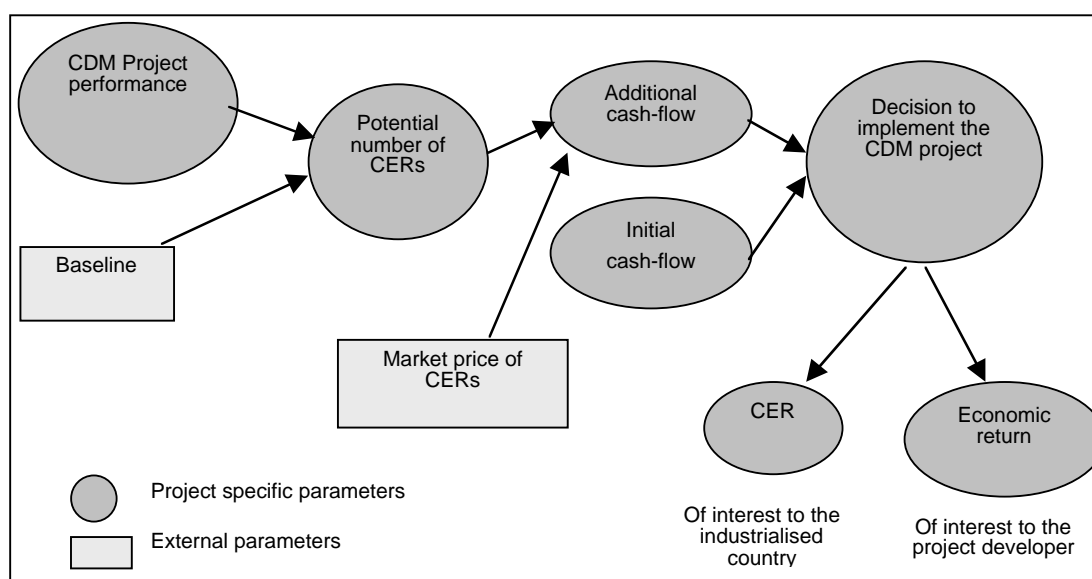 CDM Project
performance
Potential
number of
CERs
Additional
cash-flow
Decision to
implement the
CDM project
Initial
cash-flow
Baseline
Market price of
CERs
CER
Economic
return
Project specific parameters
External parameters
Of interest to the
industrialised
country
Of interest to the
project developer